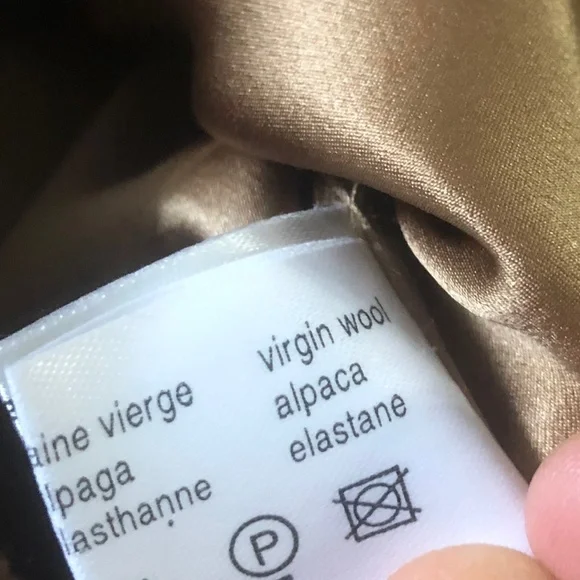 aine vierge virgin wool
lpaga alpaca
lasthanne elastane
P